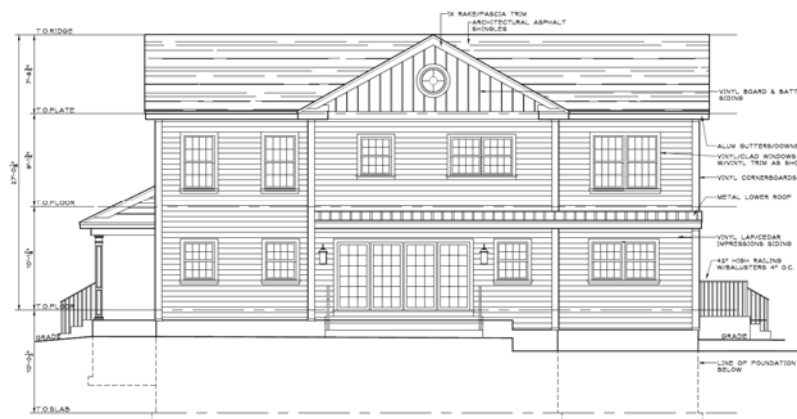 1X RAKE/FASCIA TRIM
ARCHITECTURAL ASPHALT
SHINGLES
T.O.RIDGE
VINYL BOARD & BATT
SIDING
T.O.PLATE
ALUM GUTTERS/DOWN
VINYL/CLAD WINDOWS
W/VINYL TRIM AS SHO
VINYL CORNERBOARDS
METAL LOWER ROOF
T.O.FLOOR
VINYL LAP/CEDAR
IMPRESSIONS SIDING
42" HIGH RAILING
W/BALUSTERS 4" O.C.
T.O.FLOOR
GRADE
GRADE
LINE OF FOUNDATION
BELOW
T.O.SLAB